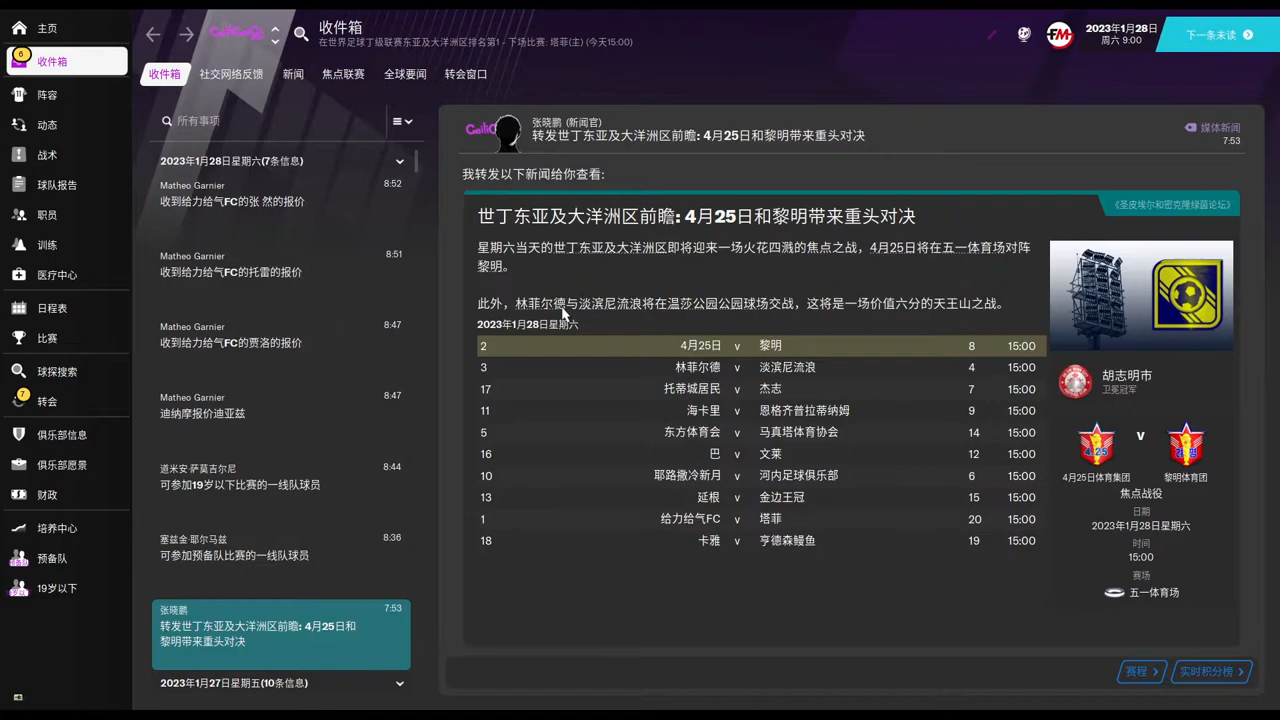 主页
6
收件箱
阵容
动态
战术
球队报告
职员
训练
医疗中心
日程表
比赛
球探搜索
7
转会
俱乐部信息
俱乐部愿景
财政
培养中心
预备队
19岁以下
收件箱
在世界足球丁级联赛东亚及大洋洲区排名第1 - 下场比赛: 塔菲(主) (今天15:00)
FM
2023年1月28日
周六 9:00
下一条未读
收件箱 社交网络反馈 新闻 焦点联赛 全球要闻 转会窗口
所有事项
2023年1月28日星期六(7条信息)
Matheo Garnier 8:52
收到给力给气FC的张 然的报价
Matheo Garnier 8:51
收到给力给气FC的托雷的报价
Matheo Garnier 8:47
收到给力给气FC的贾洛的报价
Matheo Garnier 8:47
迪纳摩报价迪亚兹
道米安·萨莫吉尔尼 8:44
可参加19岁以下比赛的一线队球员
塞兹金·耶尔马兹 8:36
可参加预备队比赛的一线队球员
张晓鹏 7:53
转发世丁东亚及大洋洲区前瞻: 4月25日和
黎明带来重头对决
2023年1月27日星期五(10条信息)
张晓鹏 (新闻官)
转发世丁东亚及大洋洲区前瞻: 4月25日和黎明带来重头对决
媒体新闻
7:53
我转发以下新闻给你查看:
世丁东亚及大洋洲区前瞻: 4月25日和黎明带来重头对决
《圣皮埃尔和密克隆绿茵论坛》
星期六当天的世丁东亚及大洋洲区即将迎来一场火花四溅的焦点之战，4月25日将在五一体育场对阵
黎明。
此外，林菲尔德与淡滨尼流浪将在温莎公园公园球场交战，这将是一场价值六分的天王山之战。
2023年1月28日星期六
2 4月25日 v 黎明 8 15:00
3 林菲尔德 v 淡滨尼流浪 4 15:00
17 托蒂城居民 v 杰志 7 15:00
11 海卡里 v 恩格齐普拉蒂纳姆 9 15:00
5 东方体育会 v 马真塔体育协会 14 15:00
16 巴 v 文莱 12 15:00
10 耶路撒冷新月 v 河内足球俱乐部 6 15:00
13 延根 v 金边王冠 15 15:00
1 给力给气FC v 塔菲 20 15:00
18 卡雅 v 亨德森鳗鱼 19 15:00
胡志明市
卫冕冠军
v
4月25日体育集团 黎明体育团
焦点战役
日期
2023年1月28日星期六
时间
15:00
赛场
五一体育场
赛程 实时积分榜